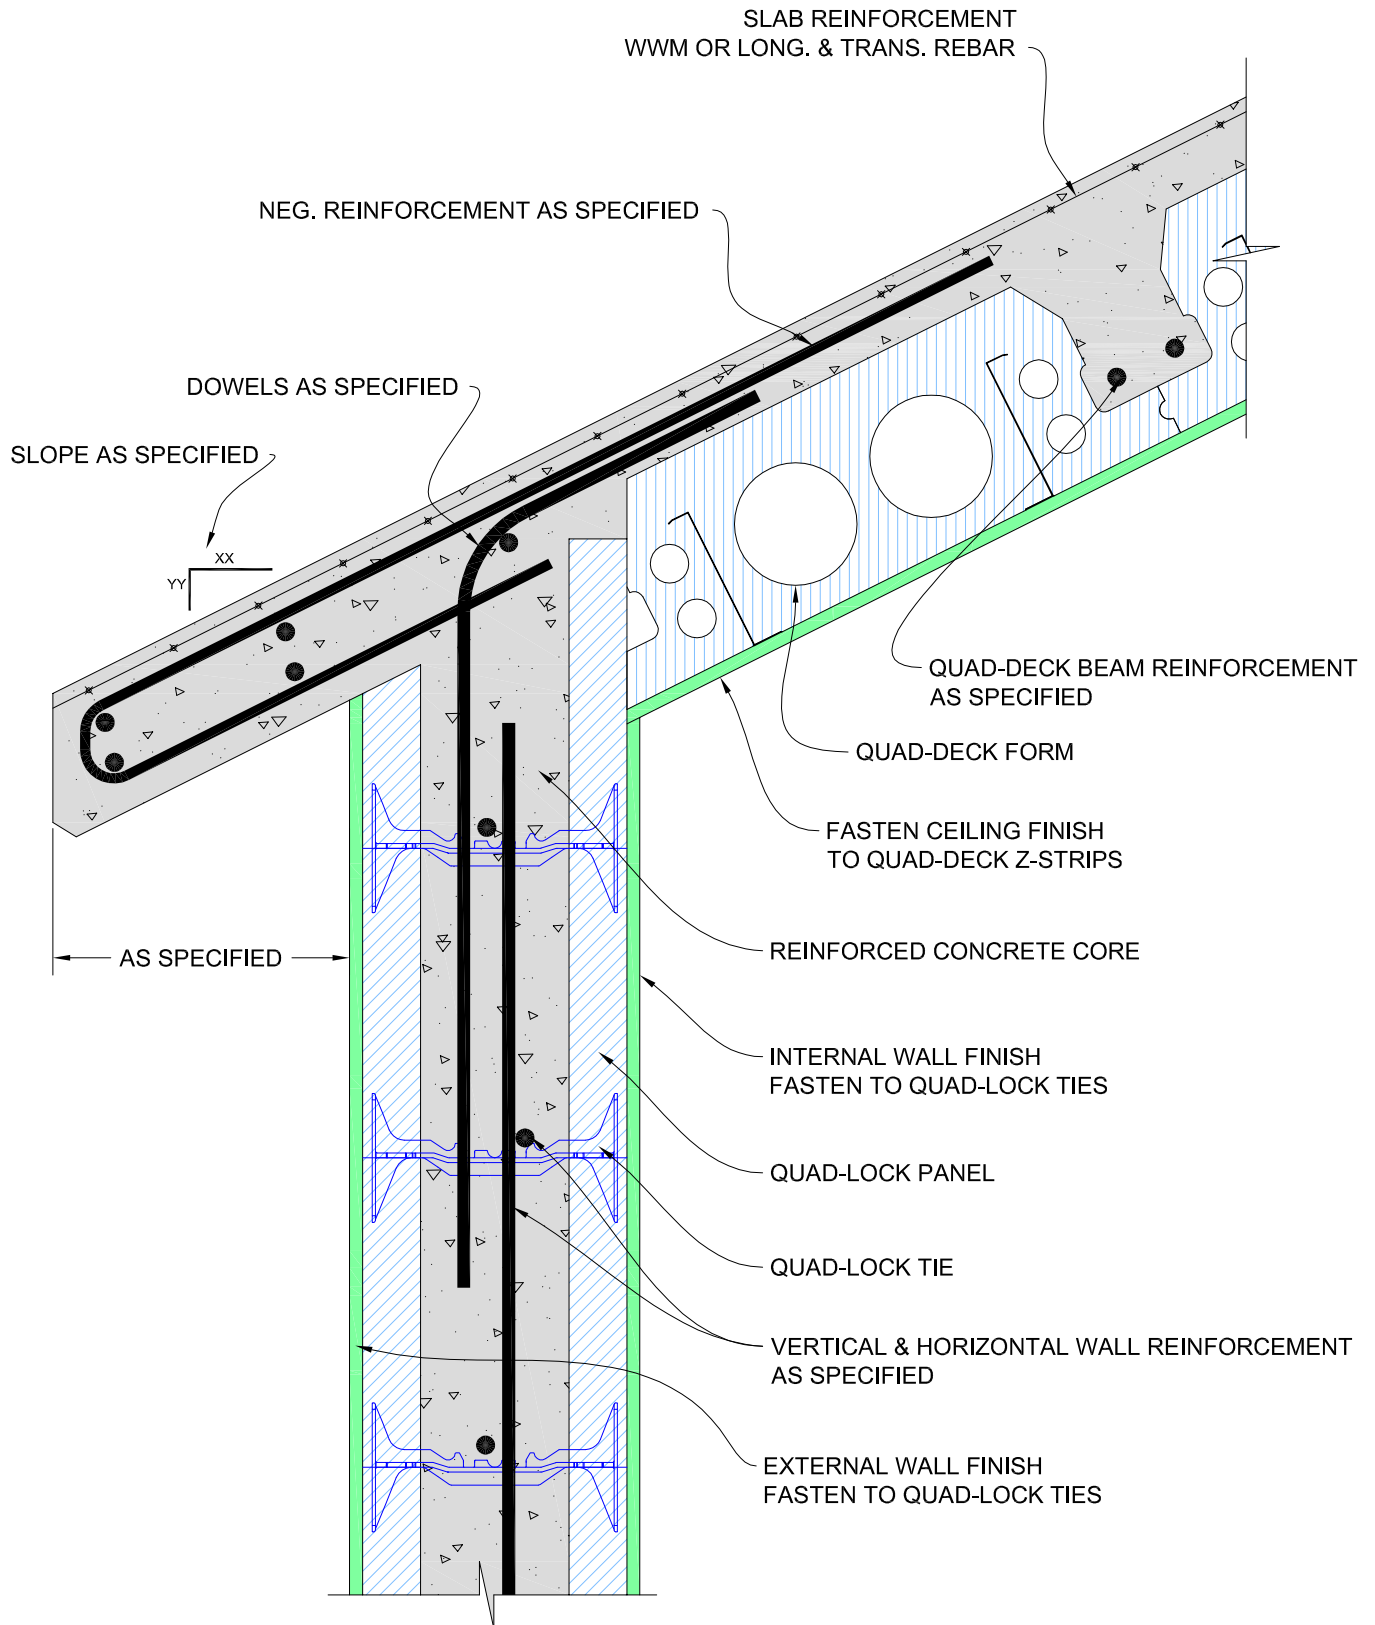 SLAB REINFORCEMENT
WWM OR LONG. & TRANS. REBAR
NEG. REINFORCEMENT AS SPECIFIED
DOWELS AS SPECIFIED
SLOPE AS SPECIFIED
XX
YY
QUAD-DECK BEAM REINFORCEMENT
AS SPECIFIED
QUAD-DECK FORM
FASTEN CEILING FINISH
TO QUAD-DECK Z-STRIPS
REINFORCED CONCRETE CORE
AS SPECIFIED
INTERNAL WALL FINISH
FASTEN TO QUAD-LOCK TIES
QUAD-LOCK PANEL
QUAD-LOCK TIE
VERTICAL & HORIZONTAL WALL REINFORCEMENT
AS SPECIFIED
EXTERNAL WALL FINISH
FASTEN TO QUAD-LOCK TIES